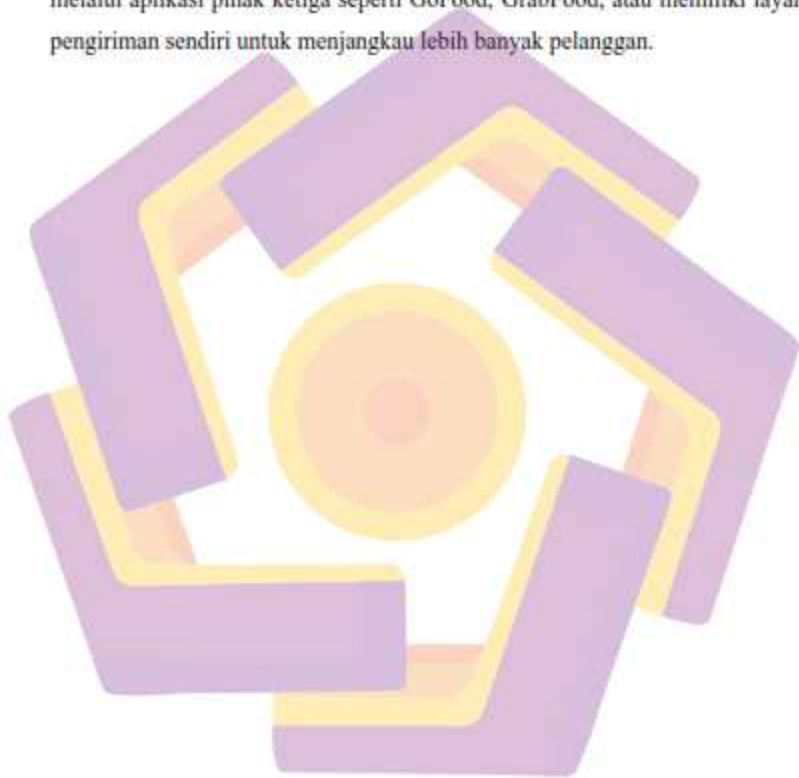 melalui aplikasi pihak ketiga seperti GoFood, GrabFood, atau memiliki
pengiriman sendiri untuk menjangkau lebih banyak pelanggan.